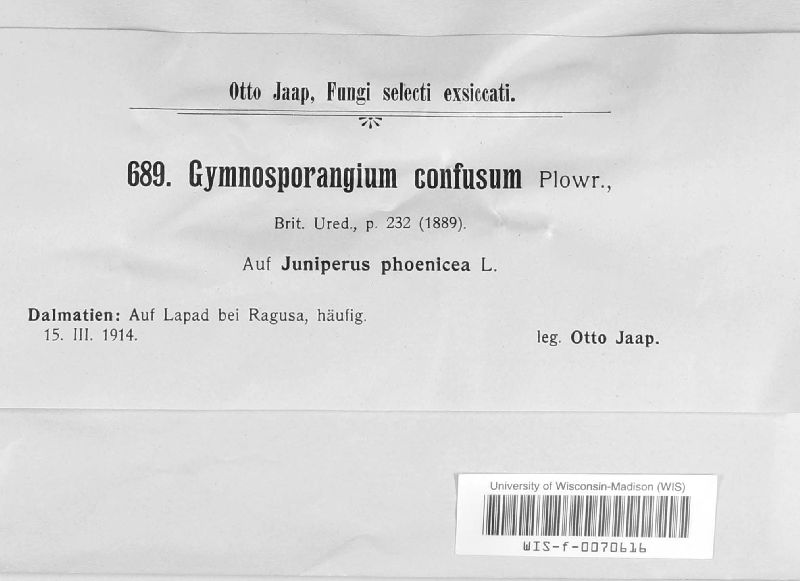 Otto Jaap, Fungi selecti exsiccati.
689. Gymnosporangium confusum Plowr.,
Brit. Ured., p. 232 (1889).
Auf Juniperus phoenicea L.
Dalmatien: Auf Lapad bei Ragusa, häufig.
15. III. 1914.
leg. Otto Jaap.
University of Wisconsin-Madison (WIS)
WIS-f-0070616